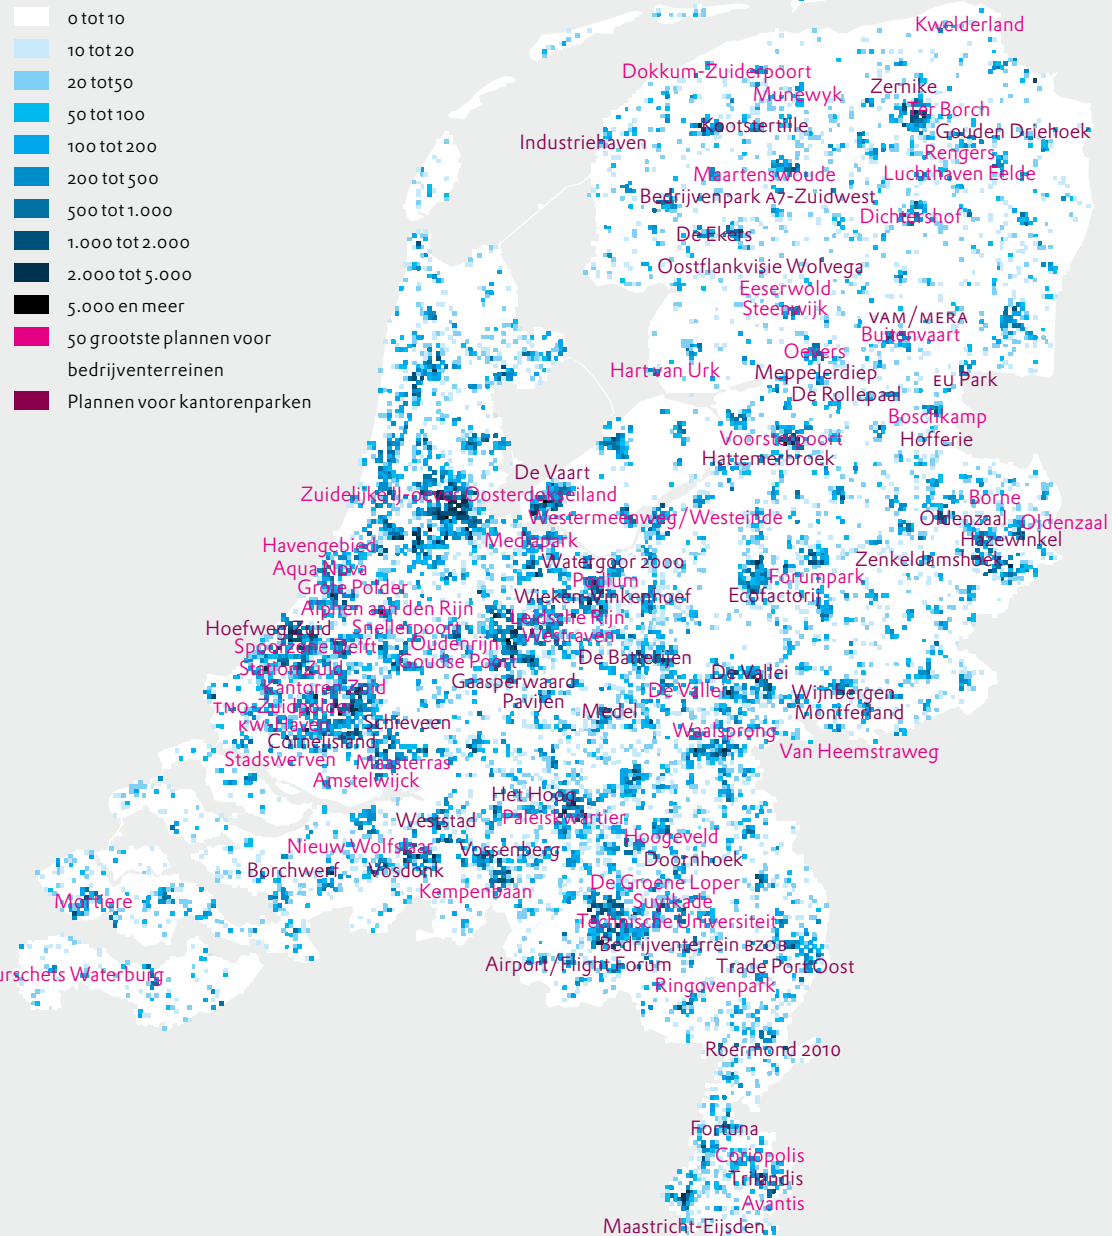 0 tot 10
10 tot 20
20 tot50
50 tot 100
100 tot 200
200 tot 500
500 tot 1.000
1.000 tot 2.000
2.000 tot 5.000
5.000 en meer
50 grootste plannen voor
bedrijventerreinen
Plannen voor kantorenparken
Kwelderland
Dokkum-Zuiderpoort
Zernike
Munewyk
Ter Borch
Kootstertille
Gouden Driehoek
Industriehaven
Rengers
Maartenswoude
Luchthaven Eelde
Bedrijvenpark A7-Zuidwest
Dichtershof
De Ekers
Oostflankvisie Wolvega
Eeserwold
Steenwijk
VAM/MERA
Buitenvaart
Oevers
Hart van Urk
Meppelerdiep
EU Park
De Rollepaal
Boschkamp
Voorsterpoort
Hofferie
Hattemerbroek
De Vaart
Zuidelijke IJ-oever
Oosterdokseiland
Borne
Westermeenweg/Westeinde
Oldenzaal
Oldenzaal
Mediapark
Hazewinkel
Havengebied
Watergoor 2000
Zenkeldamshoek
Aqua Nova
Podium
Forumpark
Grote Polder
Wieken-Vinkenhoef
Ecofactorij
Alphen aan den Rijn
Leidsche Rijn
Hoefweg Zuid
Snellerpoort
Westraven
Spoorzone Delft
Oudenrijn
De Batterijen
Station Zuid
Goudse Poort
De Vallei
Kantoren Zuid
Gaasperwaard
De Vallei
Wijnbergen
TNO-Zuidpolder
Pavijen
Medel
Montferland
KW-Haven
Schieveen
Waalsprong
Cornelisland
Van Heemstraweg
Stadswerven
Maasterras
Amstelwijck
Het Hoog
Weststad
Paleiskwartier
Nieuw Wolfslaar
Vossenberg
Hoogeveld
Borchwerf
Vosdonk
Doornhoek
Kempenbaan
De Groene Loper
Mortiere
Suytkade
Technische Universiteit
Bedrijventerrein BZOB
Airport/Flight Forum
Trade Port Oost
urschets Waterburg
Ringovenpark
Roermond 2010
Fortuna
Coriopolis
Trilandis
Avantis
Maastricht-Eijsden